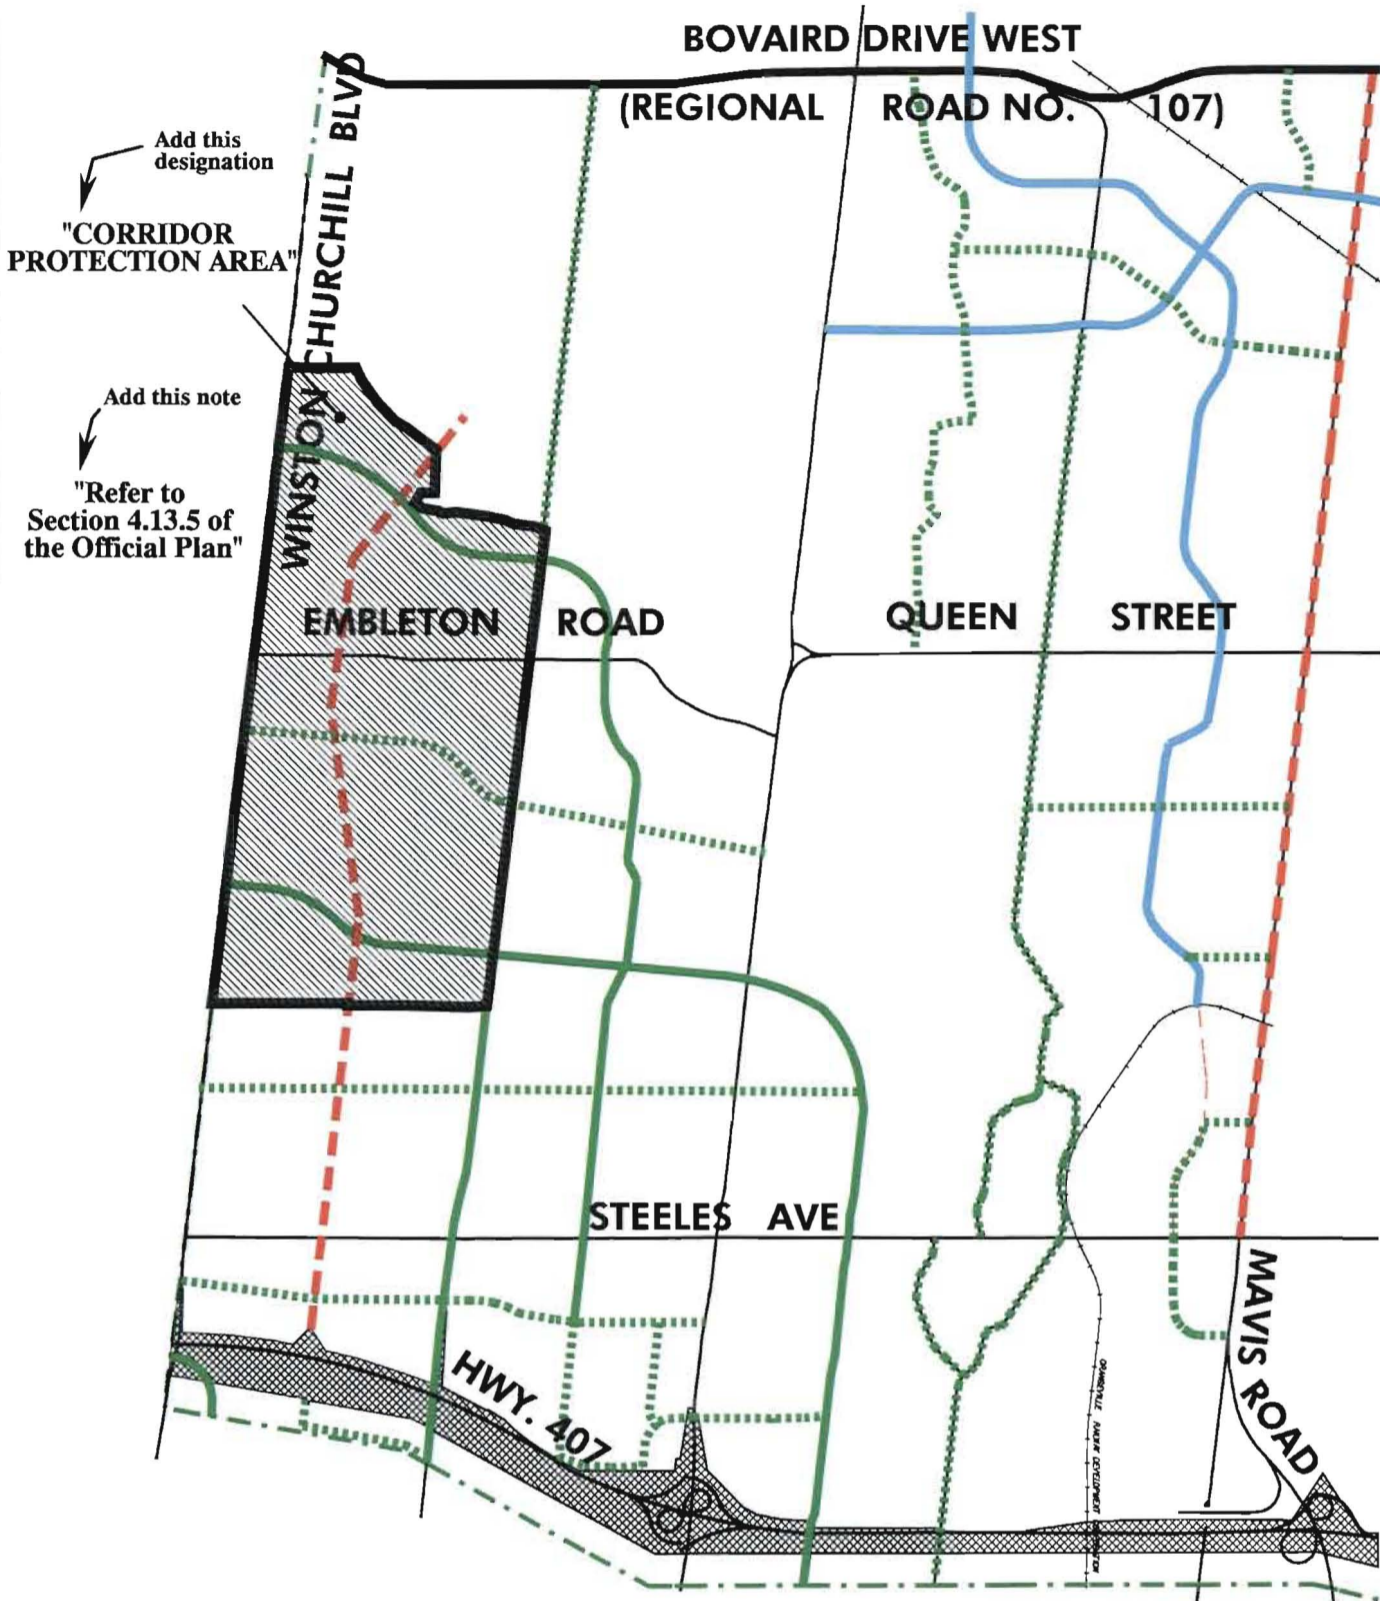 BOVAIRD DRIVE WEST
(REGIONAL ROAD NO. 107)
WINSTON CHURCHILL BLVD
Add this
designation
"CORRIDOR
PROTECTION AREA"
Add this note
"Refer to
Section 4.13.5 of
the Official Plan"
EMBLETON ROAD
QUEEN STREET
STEELES AVE
MAVIS ROAD
HWY. 407